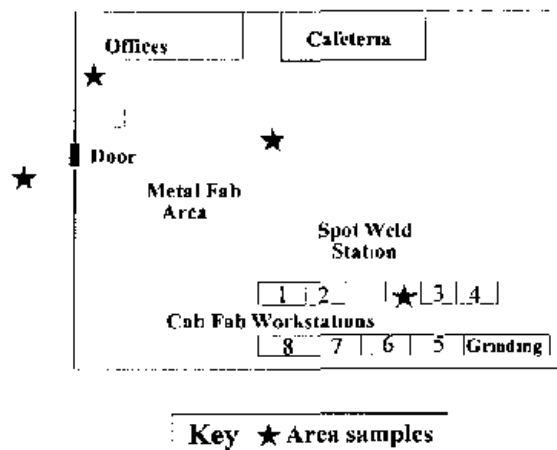 Offices
Cafeteria
Door
Metal Fab
Area
Spot Weld
Station
1 2 3 4
Cab Fab Workstations
8 7 6 5 Grinding
Key ★ Area samples